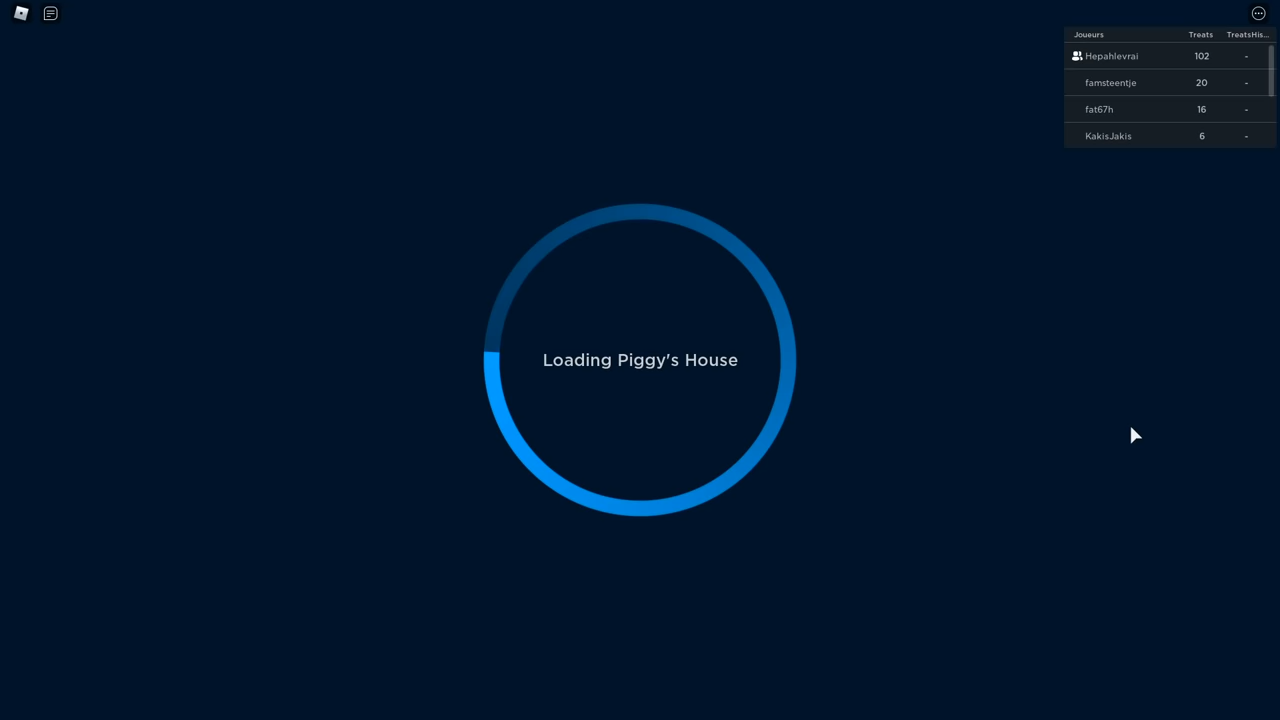 Joueurs Treats TreatsHis...
Hepahlevrai 102 -
famsteentje 20 -
fat67h 16 -
KakisJakis 6 -
Loading Piggy's House